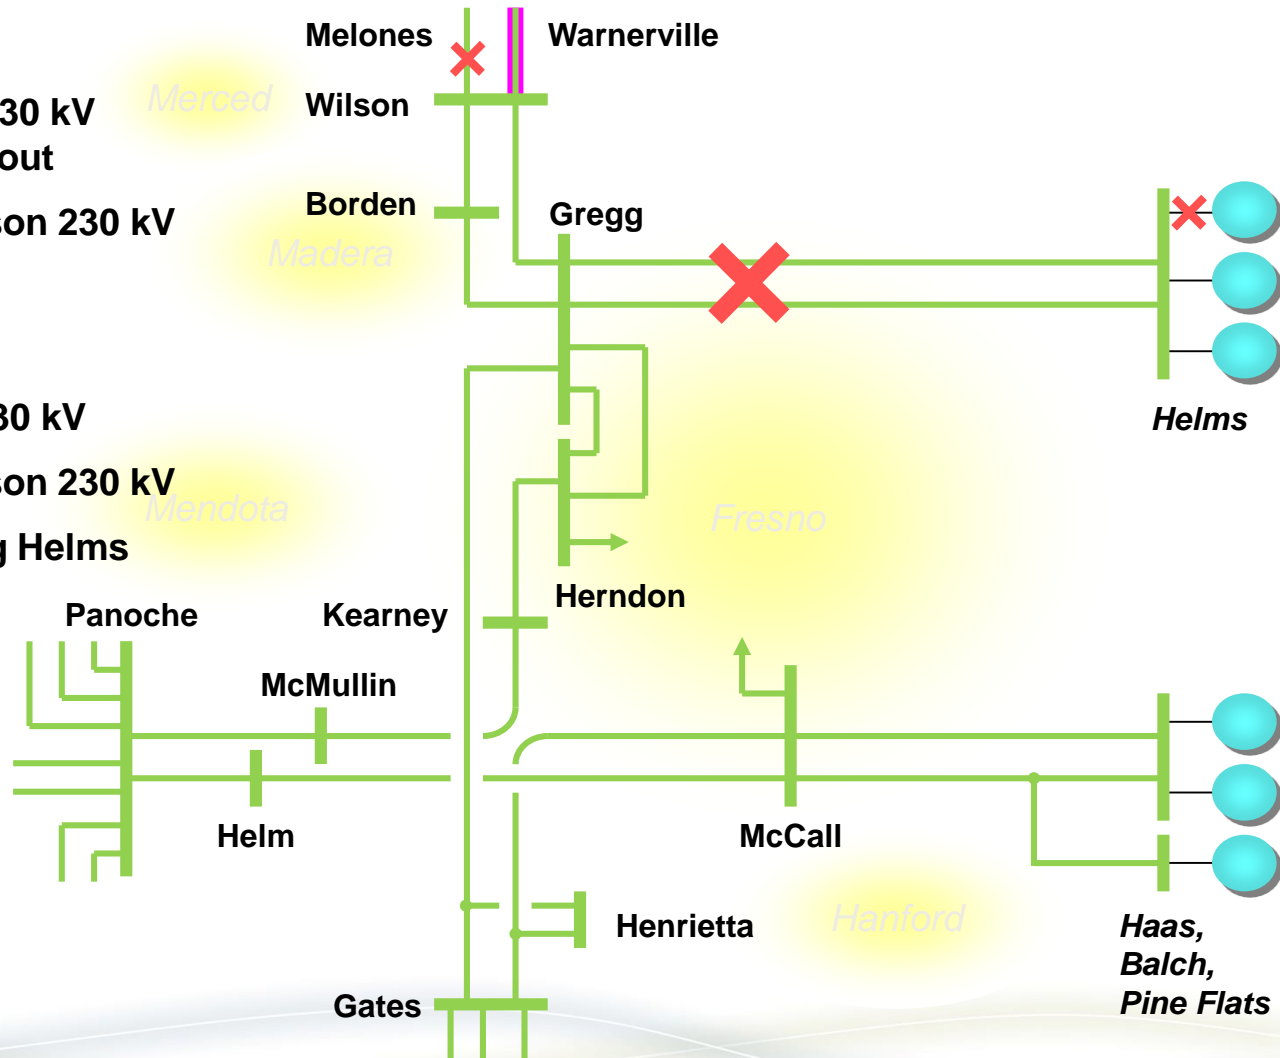 Melones
Warnerville
Merced
Wilson
30 kV
out
Borden
son 230 kV
Gregg
Madera
Helms
30 kV
son 230 kV
Mendota
Fresno
g Helms
Herndon
Panoche
Kearney
McMullin
Helm
McCall
Henrietta
Hanford
Haas,
Balch,
Pine Flats
Gates